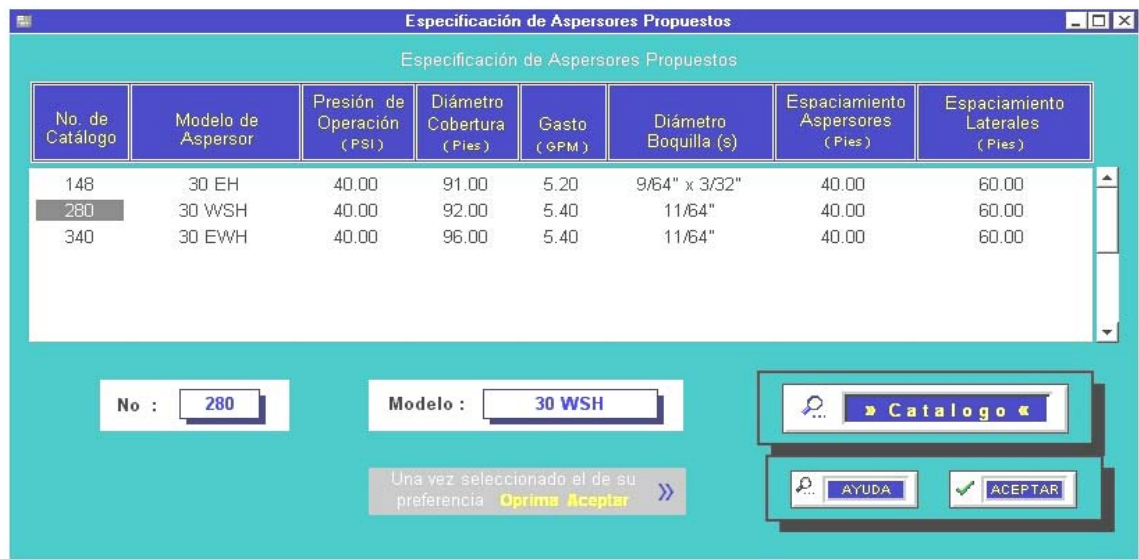 Especificación de Aspersores Propuestos
Especificación de Aspersores Propuestos
No. de Catálogo Modelo de Aspersor Presión de Operación (PSI) Diámetro Cobertura (Pies) Gasto (GPM) Diámetro Boquilla (s) Espaciamiento Aspersores (Pies) Espaciamiento Laterales (Pies)
148 30 EH 40.00 91.00 5.20 9/64" x 3/32" 40.00 60.00
280 30 WSH 40.00 92.00 5.40 11/64" 40.00 60.00
340 30 EWH 40.00 96.00 5.40 11/64" 40.00 60.00
No : 280 Modelo : 30 WSH » Catalogo «
Una vez seleccionado el de su
preferencia Oprima Aceptar »
AYUDA ACEPTAR